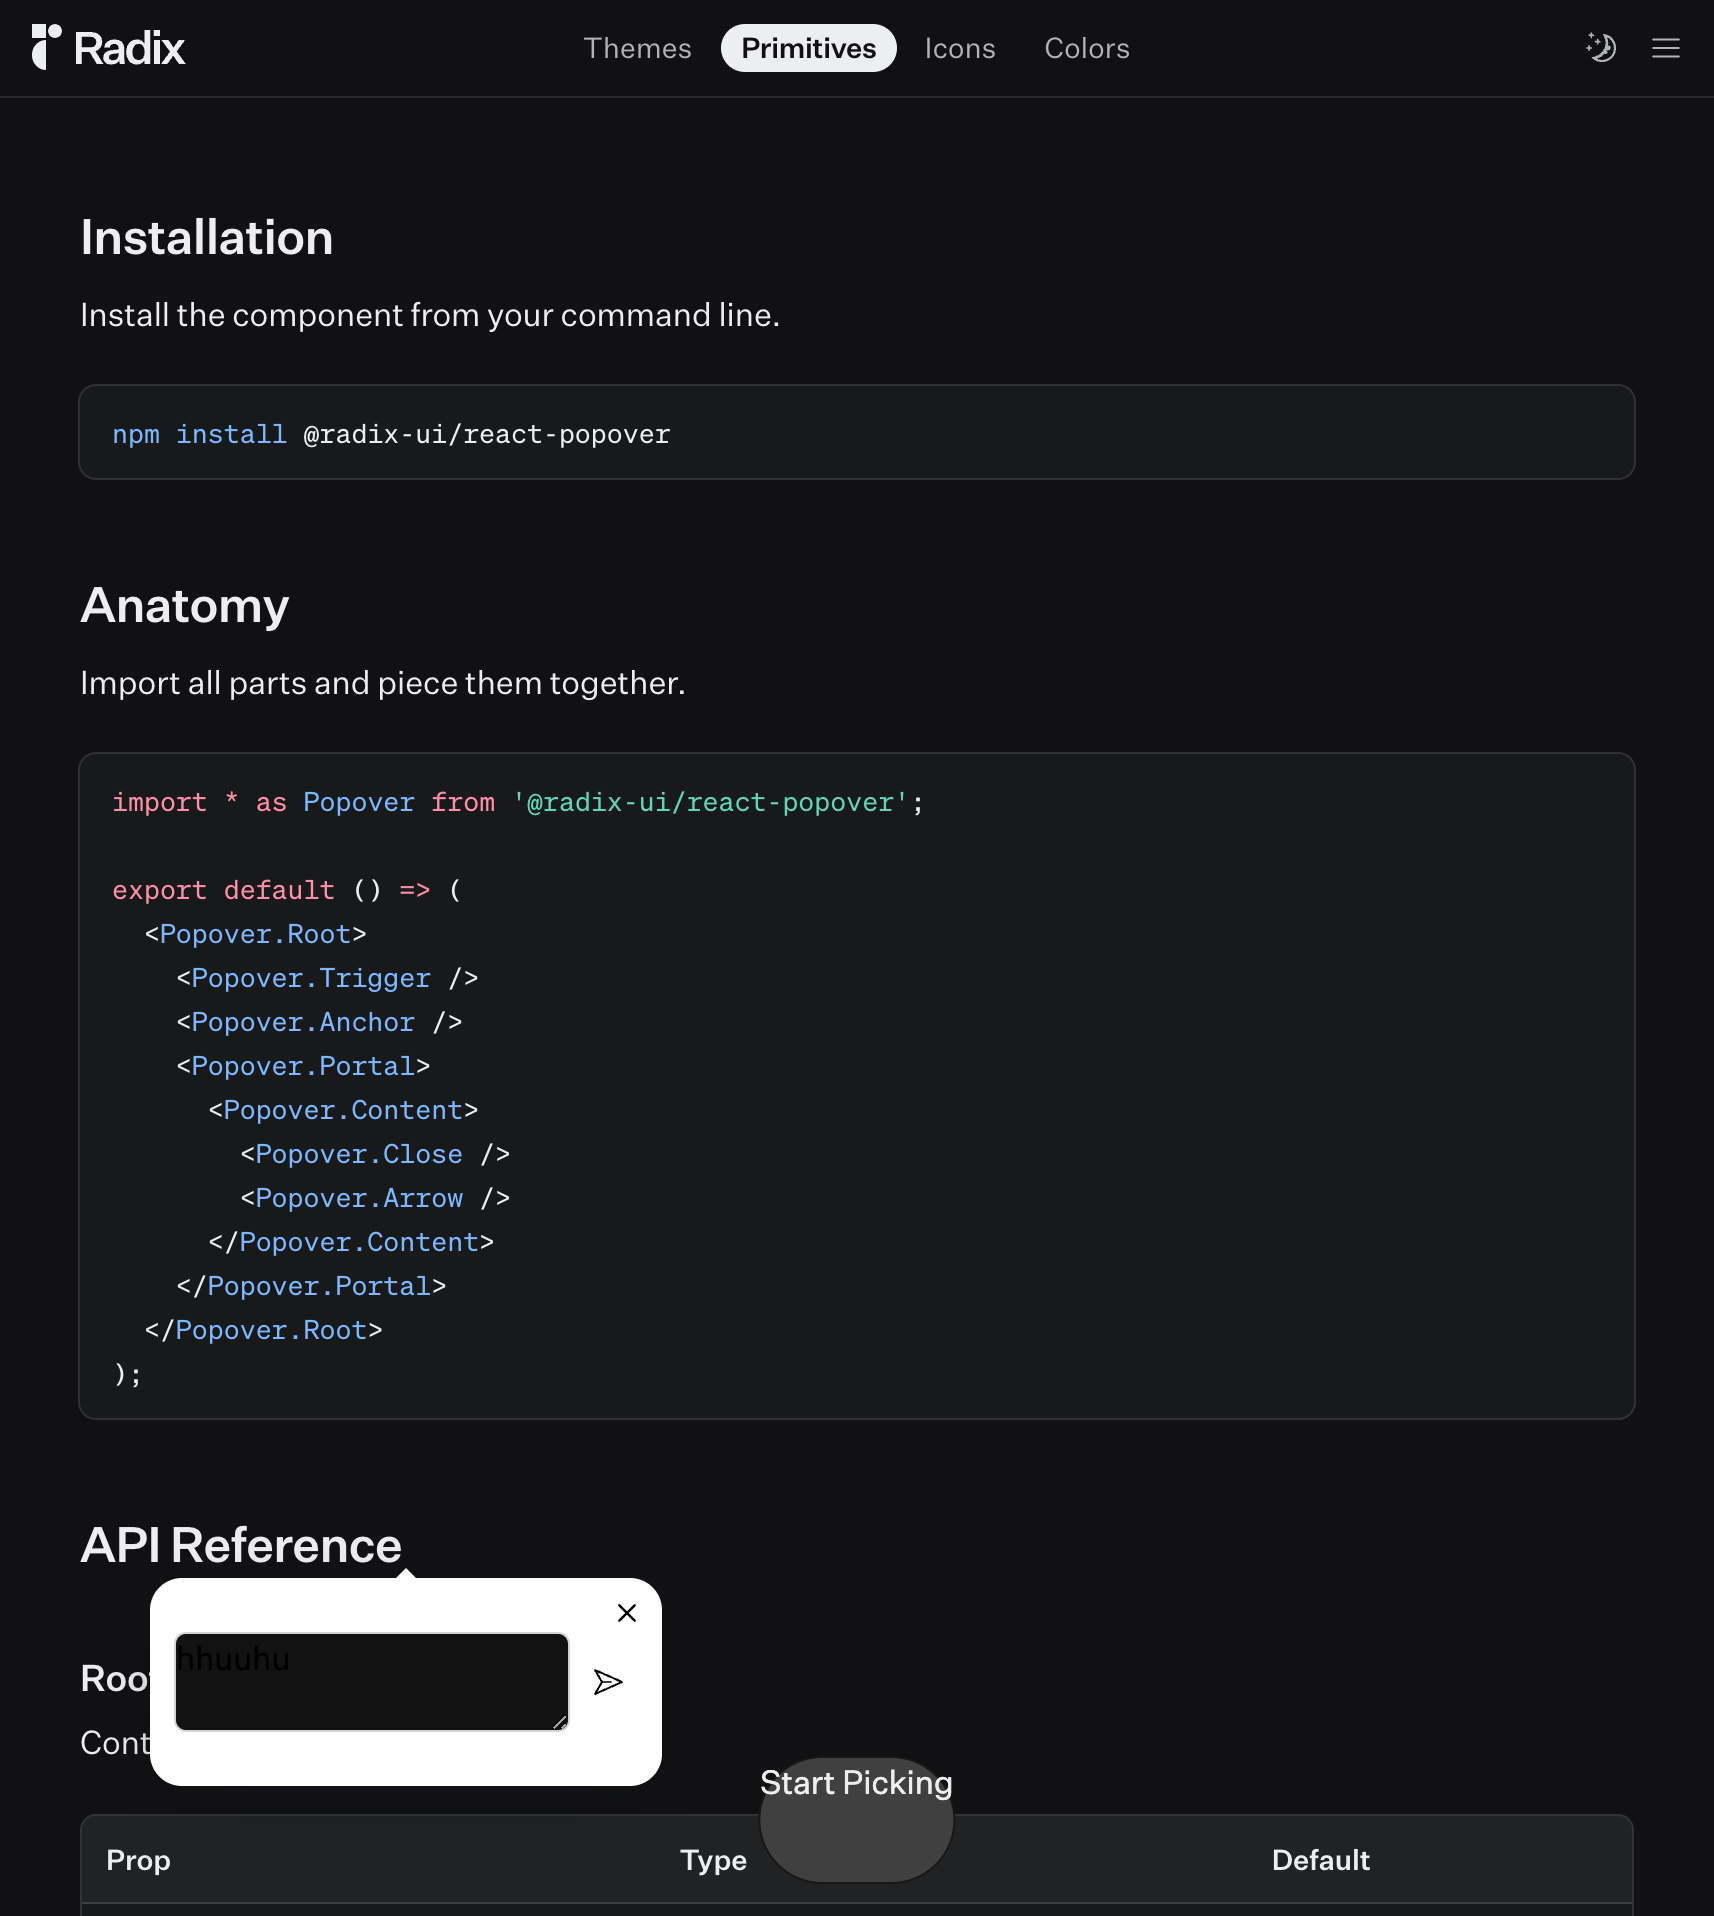 Radix
Themes
Primitives
Icons
Colors
Installation
Install the component from your command line.
npm install @radix-ui/react-popover
Anatomy
Import all parts and piece them together.
import * as Popover from '@radix-ui/react-popover';
export default () => (
<Popover.Root>
<Popover.Trigger />
<Popover.Anchor />
<Popover.Portal>
<Popover.Content>
<Popover.Close />
<Popover.Arrow />
</Popover.Content>
</Popover.Portal>
</Popover.Root>
);
API Reference
hhuuhu
Start Picking
Prop
Type
Default